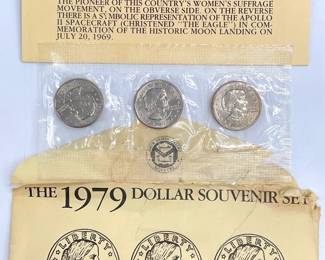 THE PIONEER OF THIS COUNTRY'S WOMEN'S SUFFRAGE
MOVEMENT, ON THE OBVERSE SIDE. ON THE REVERSE
THERE IS A SYMBOLIC REPRESENTATION OF THE APOLLO
II SPACECRAFT (CHRISTENED "THE EAGLE") IN COM-
MEMORATION OF THE HISTORIC MOON LANDING ON
JULY 20, 1969.
THE 1979 DOLLAR SOUVENIR SET
LIBERTY
LIBERTY
LIBERTY